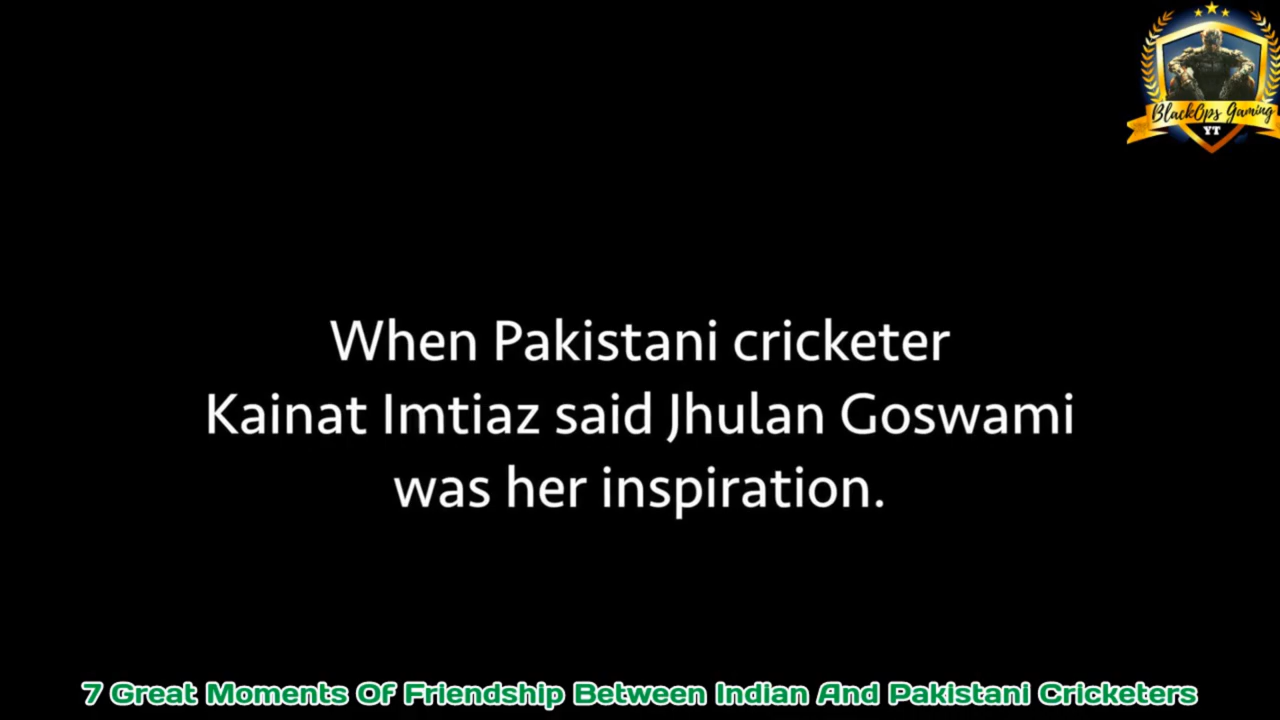 BlackOps Gaming
YT
When Pakistani cricketer
Kainat Imtiaz said Jhulan Goswami
was her inspiration.
7 Great Moments Of Friendship Between Indian And Pakistani Cricketers